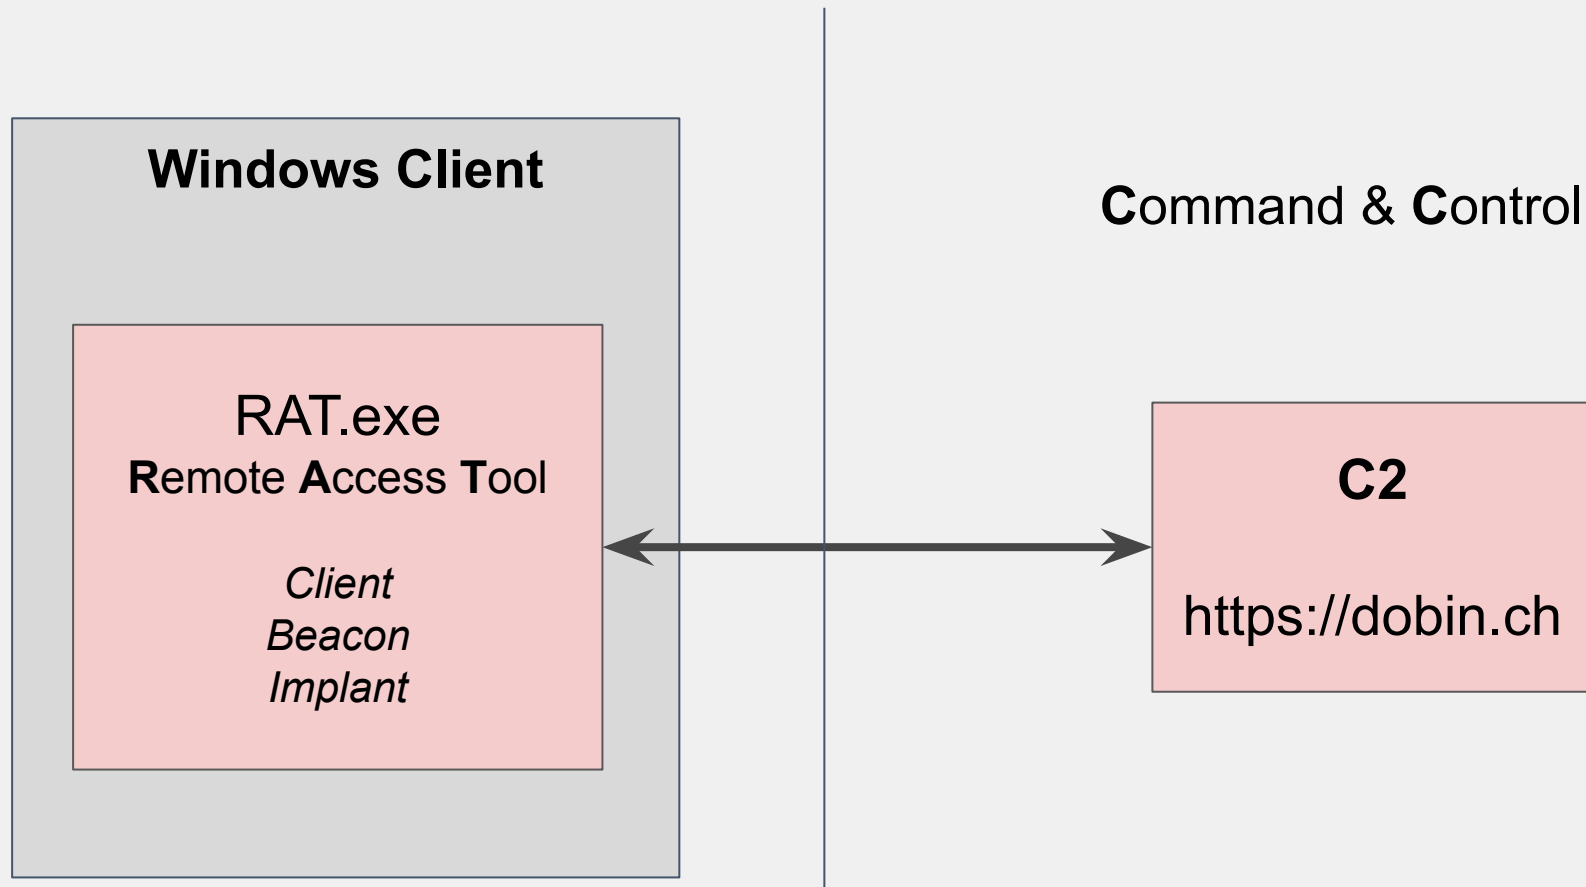 Windows Client
RAT.exe
Remote Access Tool
Client
Beacon
Implant
Command & Control
C2
https://dobin.ch